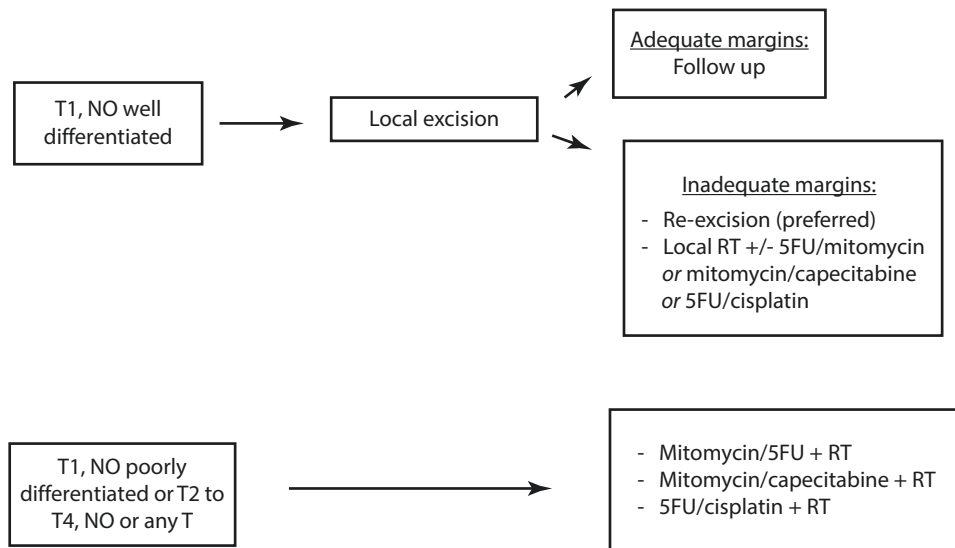 T1, NO well
differentiated
Local excision
Adequate margins:
Follow up
Inadequate margins:
- Re-excision (preferred)
- Local RT +/- 5FU/mitomycin
or mitomycin/capecitabine
or 5FU/cisplatin
T1, NO poorly
differentiated or T2 to
T4, NO or any T
- Mitomycin/5FU + RT
- Mitomycin/capecitabine + RT
- 5FU/cisplatin + RT